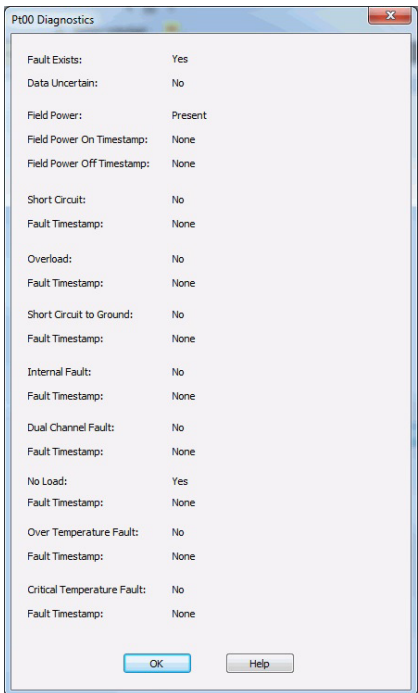 Pt00 Diagnostics
Fault Exists: Yes
Data Uncertain: No
Field Power: Present
Field Power On Timestamp: None
Field Power Off Timestamp: None
Short Circuit: No
Fault Timestamp: None
Overload: No
Fault Timestamp: None
Short Circuit to Ground: No
Fault Timestamp: None
Internal Fault: No
Fault Timestamp: None
Dual Channel Fault: No
Fault Timestamp: None
No Load: Yes
Fault Timestamp: None
Over Temperature Fault: No
Fault Timestamp: None
Critical Temperature Fault: No
Fault Timestamp: None
OK Help